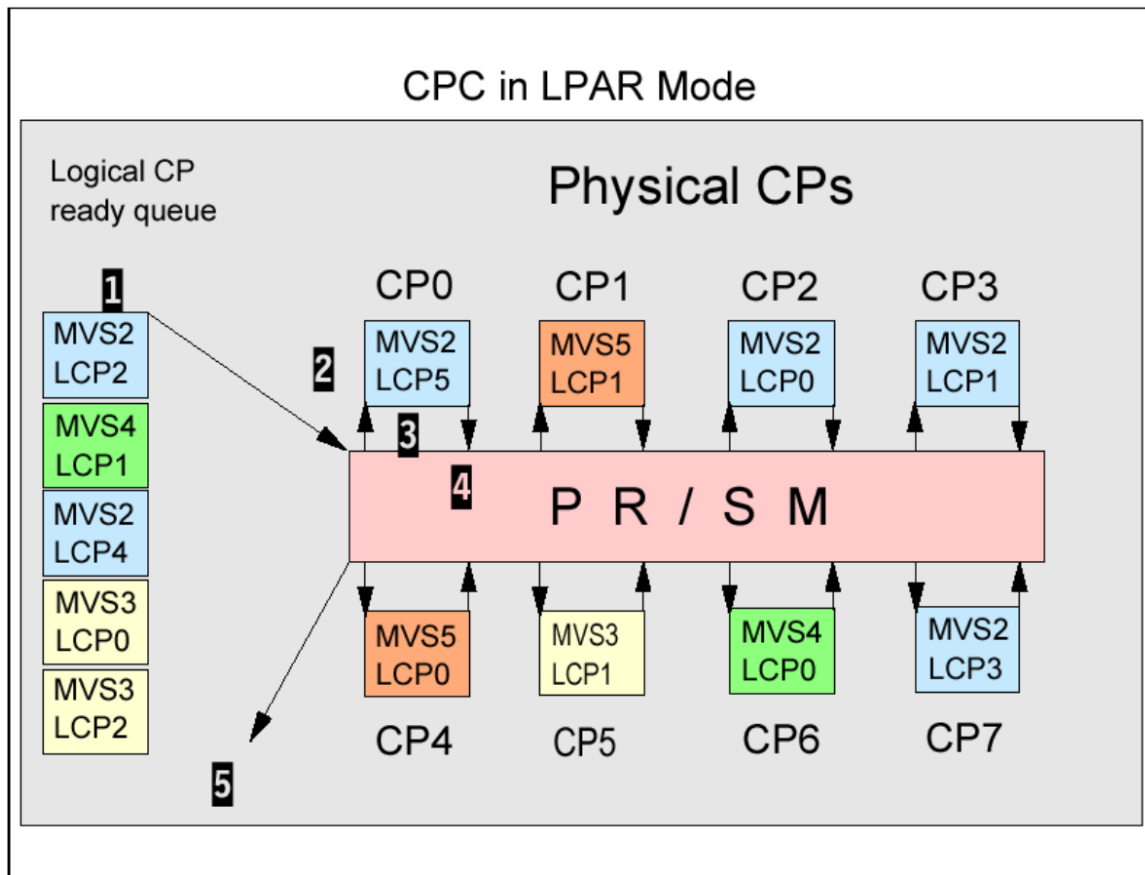 CPC in LPAR Mode
Logical CP
ready queue
Physical CPs
1
MVS2
LCP2
MVS4
LCP1
MVS2
LCP4
MVS3
LCP0
MVS3
LCP2
2
CP0
MVS2
LCP5
CP1
MVS5
LCP1
CP2
MVS2
LCP0
CP3
MVS2
LCP1
3
4
P R / S M
MVS5
LCP0
CP4
MVS3
LCP1
CP5
MVS4
LCP0
CP6
MVS2
LCP3
CP7
5